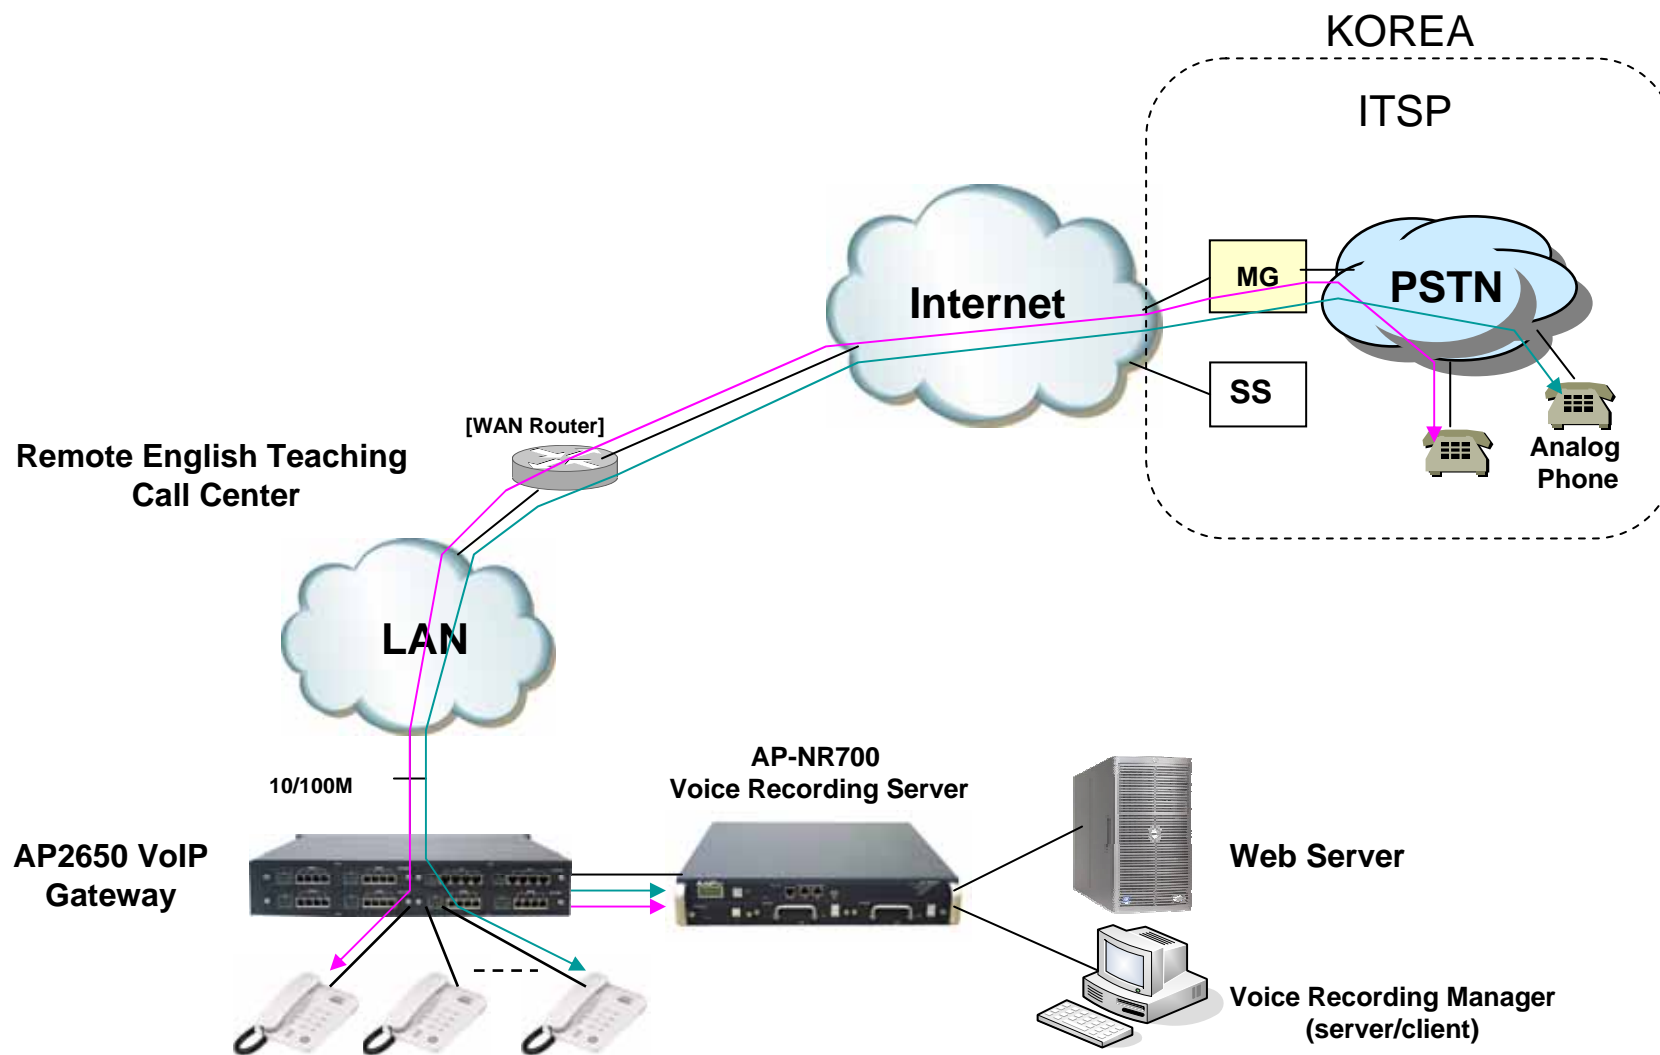 KOREA
ITSP
MG
PSTN
Internet
SS
[WAN Router]
Analog
Phone
Remote English Teaching
Call Center
LAN
AP-NR700
Voice Recording Server
10/100M
AP2650 VoIP
Gateway
Web Server
Voice Recording Manager
(server/client)